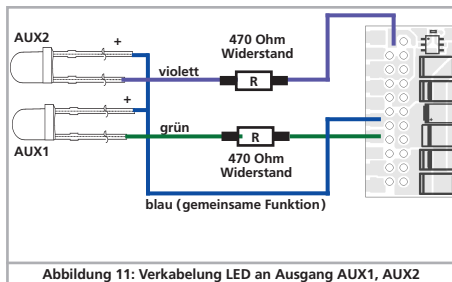 AUX2
+
470 Ohm
Widerstand
violett
R
+
grün
R
AUX1
470 Ohm
Widerstand
blau (gemeinsame Funktion)
Abbildung 11: Verkabelung LED an Ausgang AUX1, AUX2